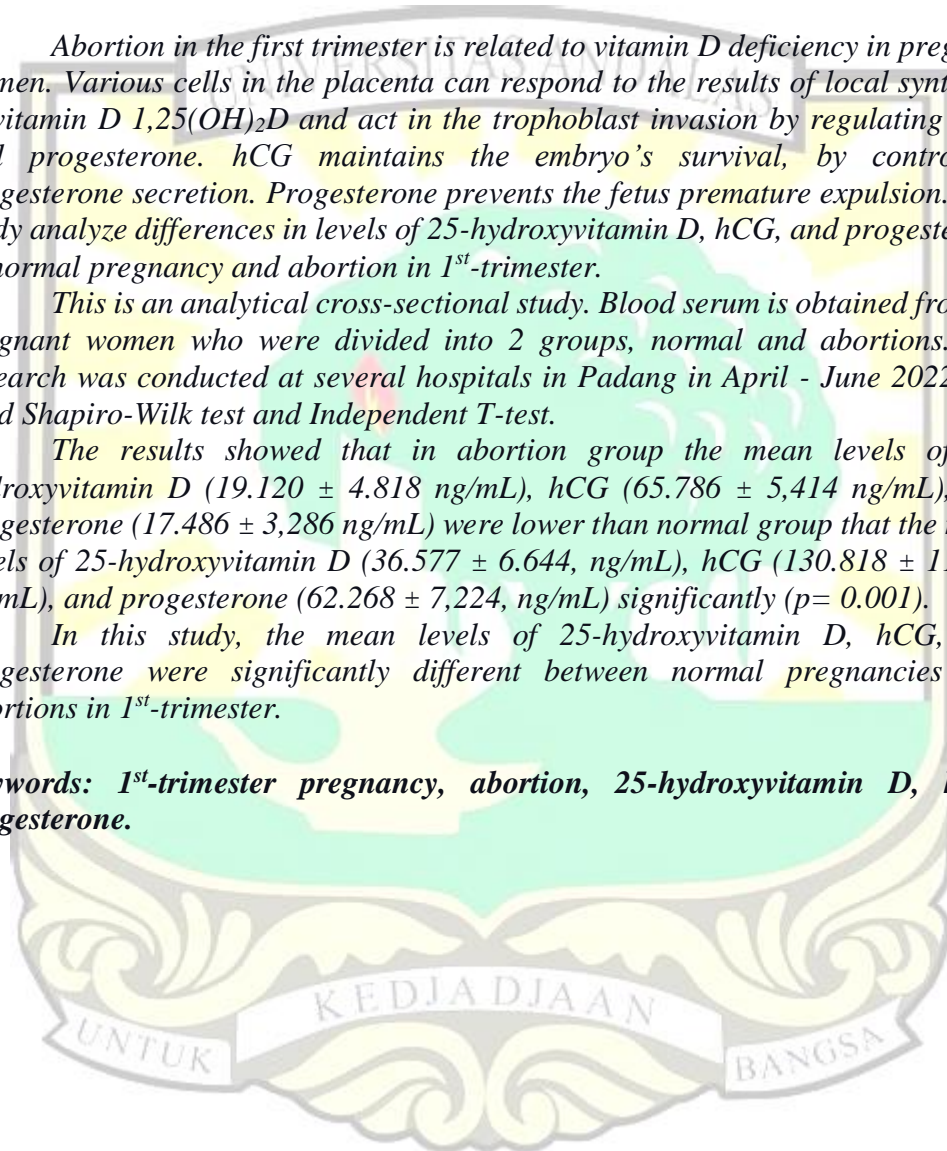 UNIVERSITAS ANDALAS
Abortion in the first trimester is related to vitamin D deficiency in preg
men. Various cells in the placenta can respond to the results of local synt
vitamin D 1,25(OH)₂D and act in the trophoblast invasion by regulating
progesterone. hCG maintains the embryo's survival, by contro
gesterone secretion. Progesterone prevents the fetus premature expulsion.
dy analyze differences in levels of 25-hydroxyvitamin D, hCG, and progeste
normal pregnancy and abortion in 1ˢᵗ-trimester.
This is an analytical cross-sectional study. Blood serum is obtained fro
gnant women who were divided into 2 groups, normal and abortions.
earch was conducted at several hospitals in Padang in April - June 2022
d Shapiro-Wilk test and Independent T-test.
The results showed that in abortion group the mean levels of
droxyvitamin D (19.120 ± 4.818 ng/mL), hCG (65.786 ± 5,414 ng/mL),
gesterone (17.486 ± 3,286 ng/mL) were lower than normal group that the
els of 25-hydroxyvitamin D (36.577 ± 6.644, ng/mL), hCG (130.818 ± 1
mL), and progesterone (62.268 ± 7,224, ng/mL) significantly (p= 0.001).
In this study, the mean levels of 25-hydroxyvitamin D, hCG,
gesterone were significantly different between normal pregnancies
ortions in 1ˢᵗ-trimester.
ywords: 1ˢᵗ-trimester pregnancy, abortion, 25-hydroxyvitamin D,
gesterone.
UNTUK KEDJADJAAN BANGSA